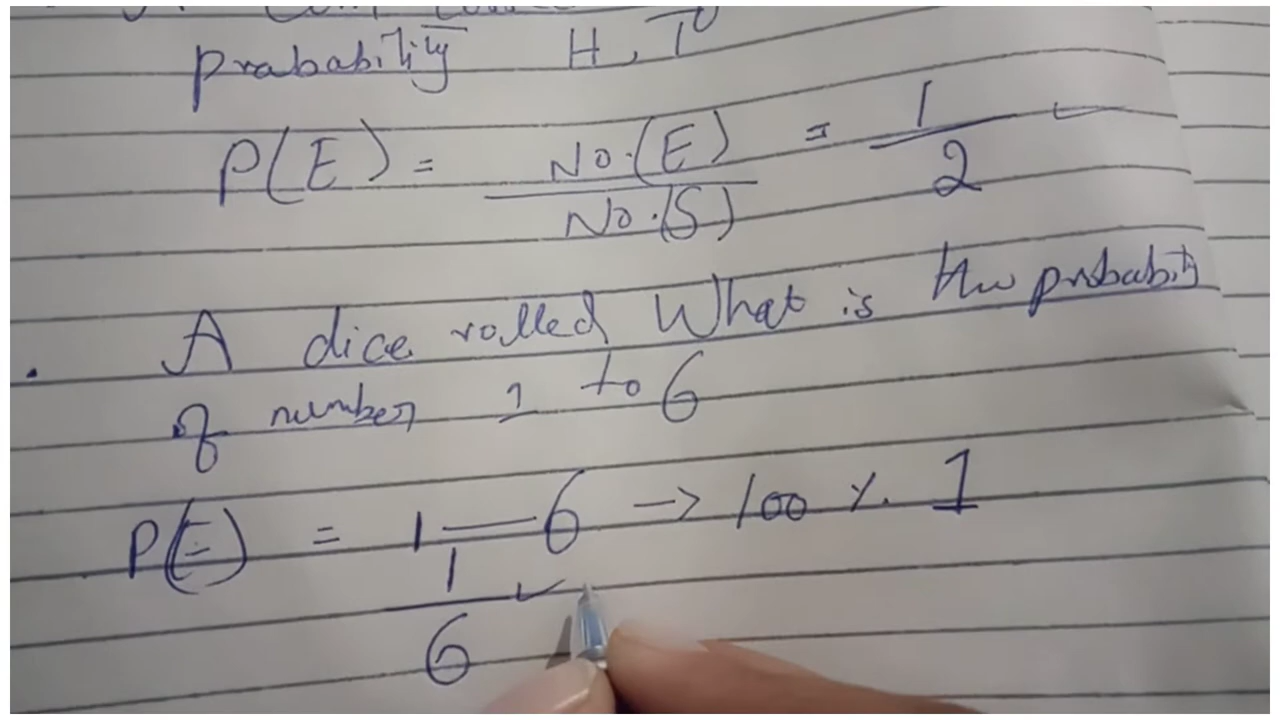 probability H, T
P(E) = No.(E) / No.(S) = 1 / 2
A dice rolled What is the probabity
of number 1 to 6
P(E) = 1 — 6 → 100 %. 1
1 / 6